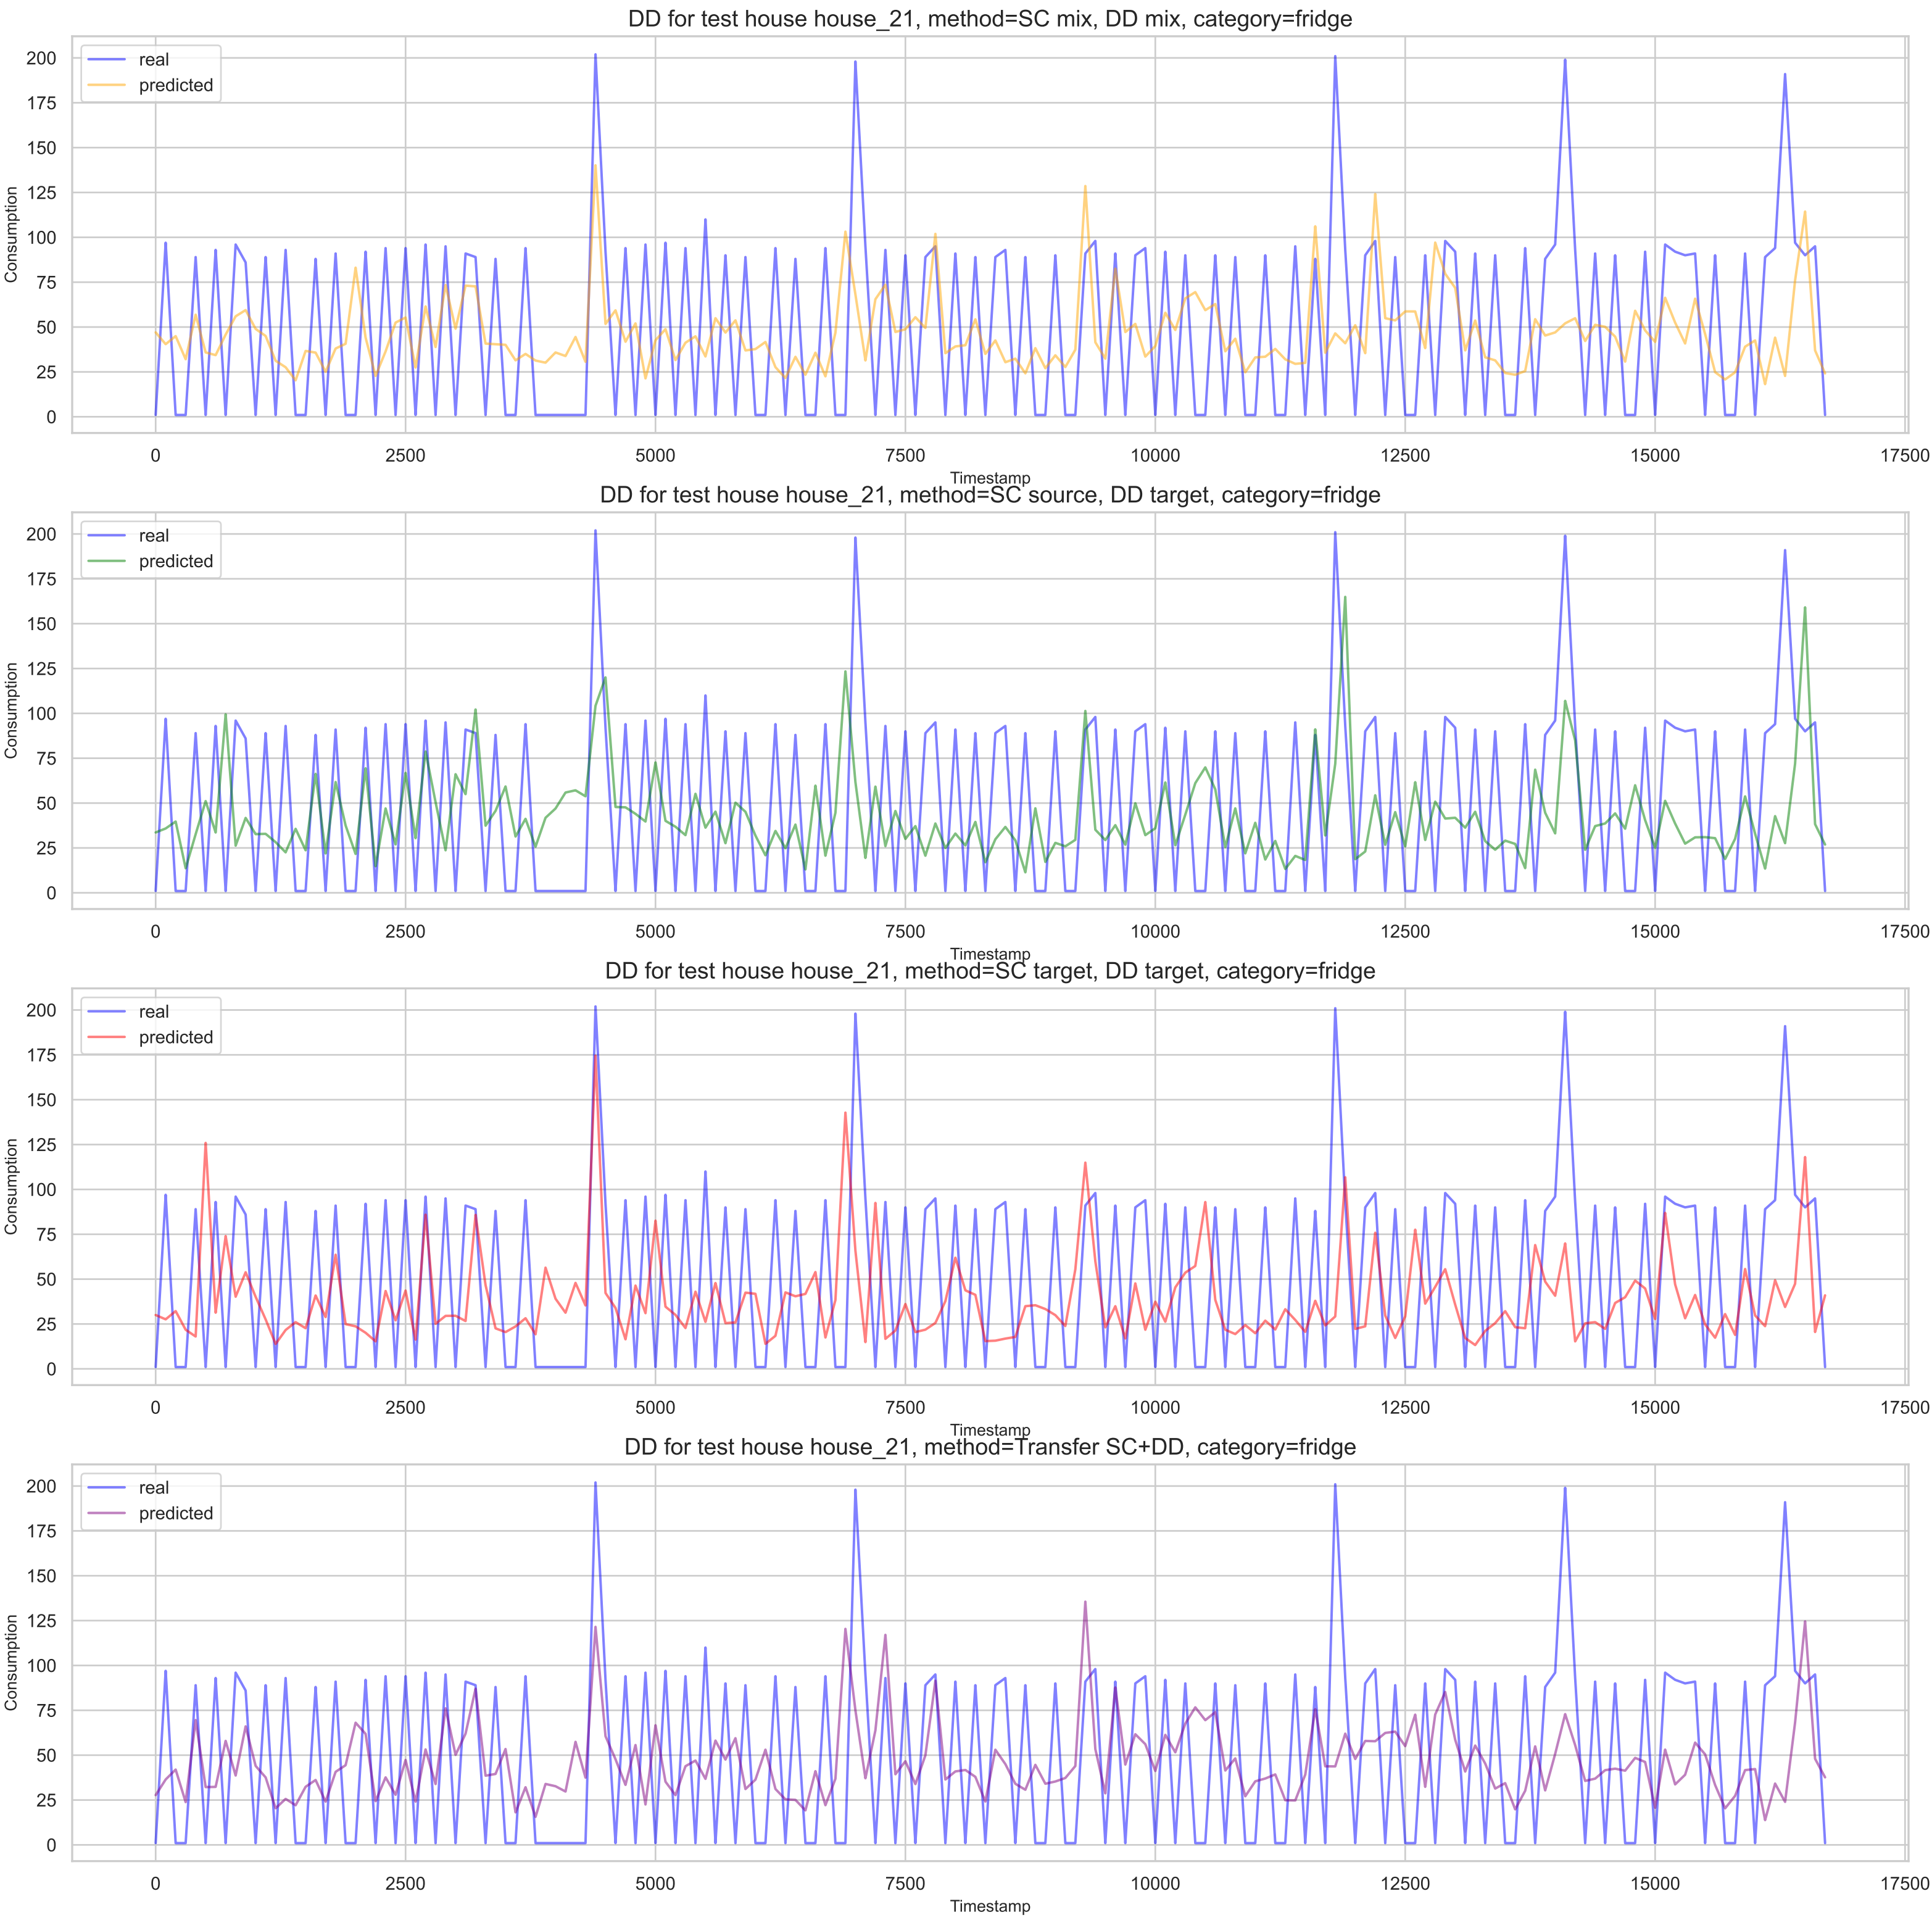 DD for test house house_21, method=SC mix, DD mix, category=fridge
real
predicted
Consumption
200
175
150
125
100
75
50
25
0
0 2500 5000 7500 10000 12500 15000 17500
Timestamp
DD for test house house_21, method=SC source, DD target, category=fridge
real
predicted
Consumption
200
175
150
125
100
75
50
25
0
0 2500 5000 7500 10000 12500 15000 17500
Timestamp
DD for test house house_21, method=SC target, DD target, category=fridge
real
predicted
Consumption
200
175
150
125
100
75
50
25
0
0 2500 5000 7500 10000 12500 15000 17500
Timestamp
DD for test house house_21, method=Transfer SC+DD, category=fridge
real
predicted
Consumption
200
175
150
125
100
75
50
25
0
0 2500 5000 7500 10000 12500 15000 17500
Timestamp